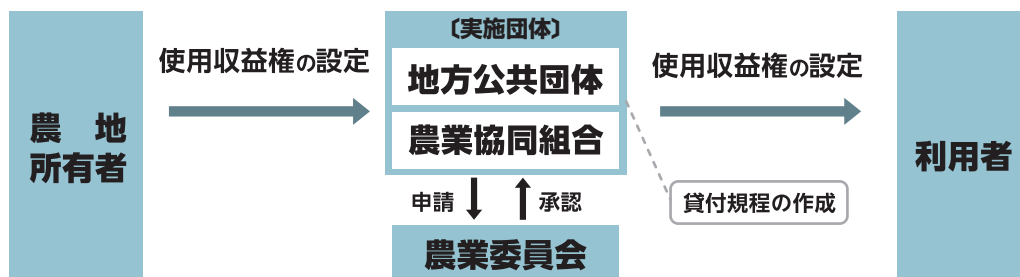 農地
所有者
使用収益権の設定
〔実施団体〕
地方公共団体
農業協同組合
申請
承認
農業委員会
使用収益権の設定
貸付規程の作成
利用者